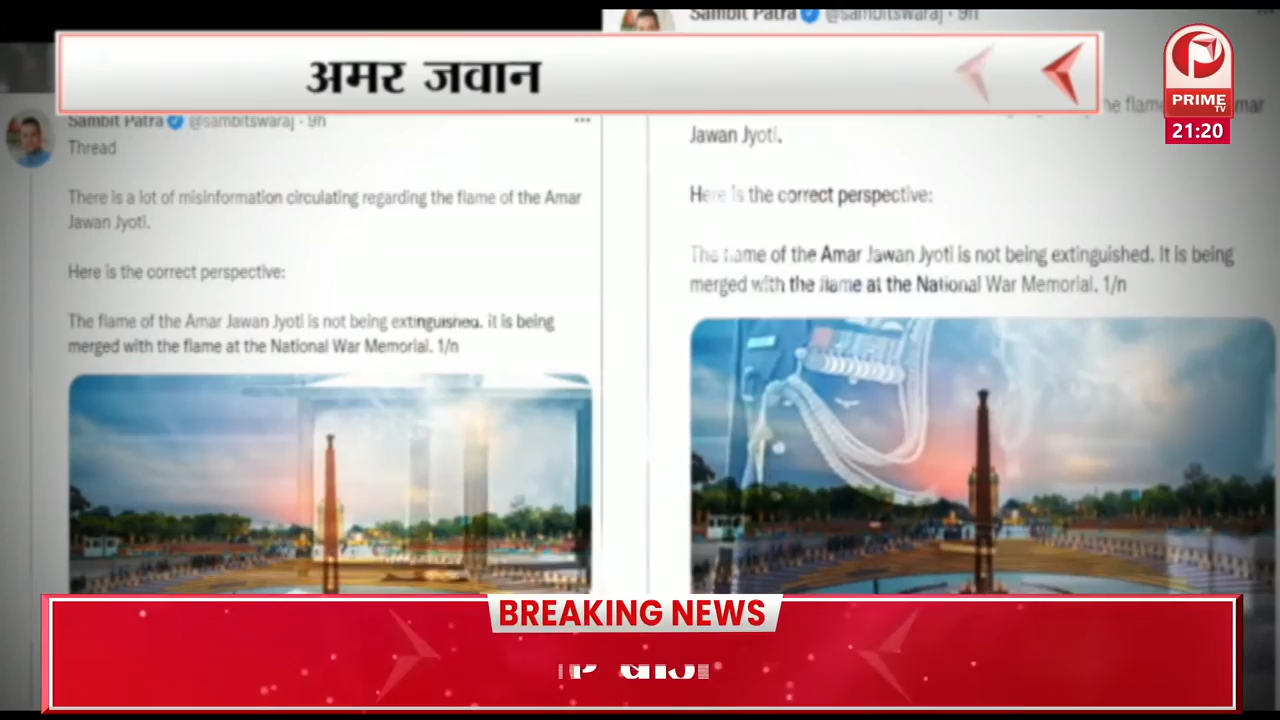 अमर जवान
PRIME
TV
21:20
Sambit Patra @sambitswaraj · 9h
Thread
There is a lot of misinformation circulating regarding the flame of the Amar
Jawan Jyoti.
Here is the correct perspective:
The flame of the Amar Jawan Jyoti is not being extinguished. It is being
merged with the flame at the National War Memorial. 1/n
Sambit Patra @sambitswaraj · 9h
he flame Amar
Jawan Jyoti.
Here is the correct perspective:
The flame of the Amar Jawan Jyoti is not being extinguished. It is being
merged with the flame at the National War Memorial. 1/n
BREAKING NEWS